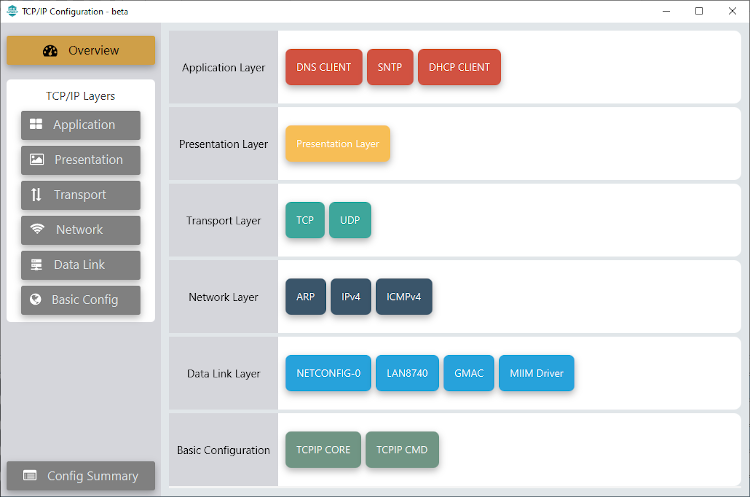 TCP/IP Configuration - beta
Overview
TCP/IP Layers
Application
Presentation
Transport
Network
Data Link
Basic Config
Config Summary
Application Layer
DNS CLIENT
SNTP
DHCP CLIENT
Presentation Layer
Presentation Layer
Transport Layer
TCP
UDP
Network Layer
ARP
IPv4
ICMPv4
Data Link Layer
NETCONFIG-0
LAN8740
GMAC
MIIM Driver
Basic Configuration
TCPIP CORE
TCPIP CMD